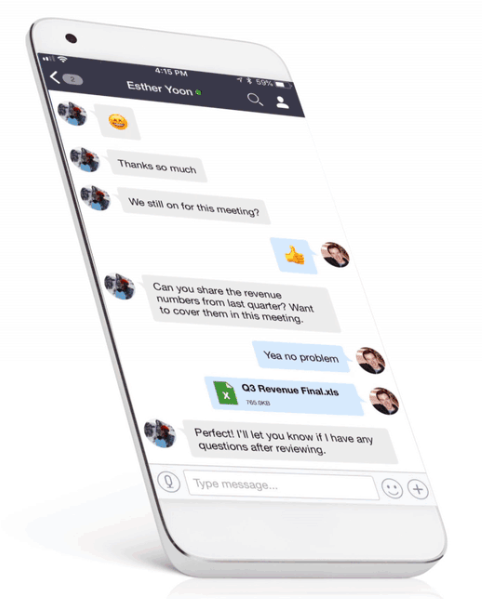 4:15 PM
59%
2
Esther Yoon
Thanks so much
We still on for this meeting?
Can you share the revenue
numbers from last quarter? Want
to cover them in this meeting.
Yea no problem
X
Q3 Revenue Final.xls
765.8KB
Perfect! I'll let you know if I have any
questions after reviewing.
Type message...